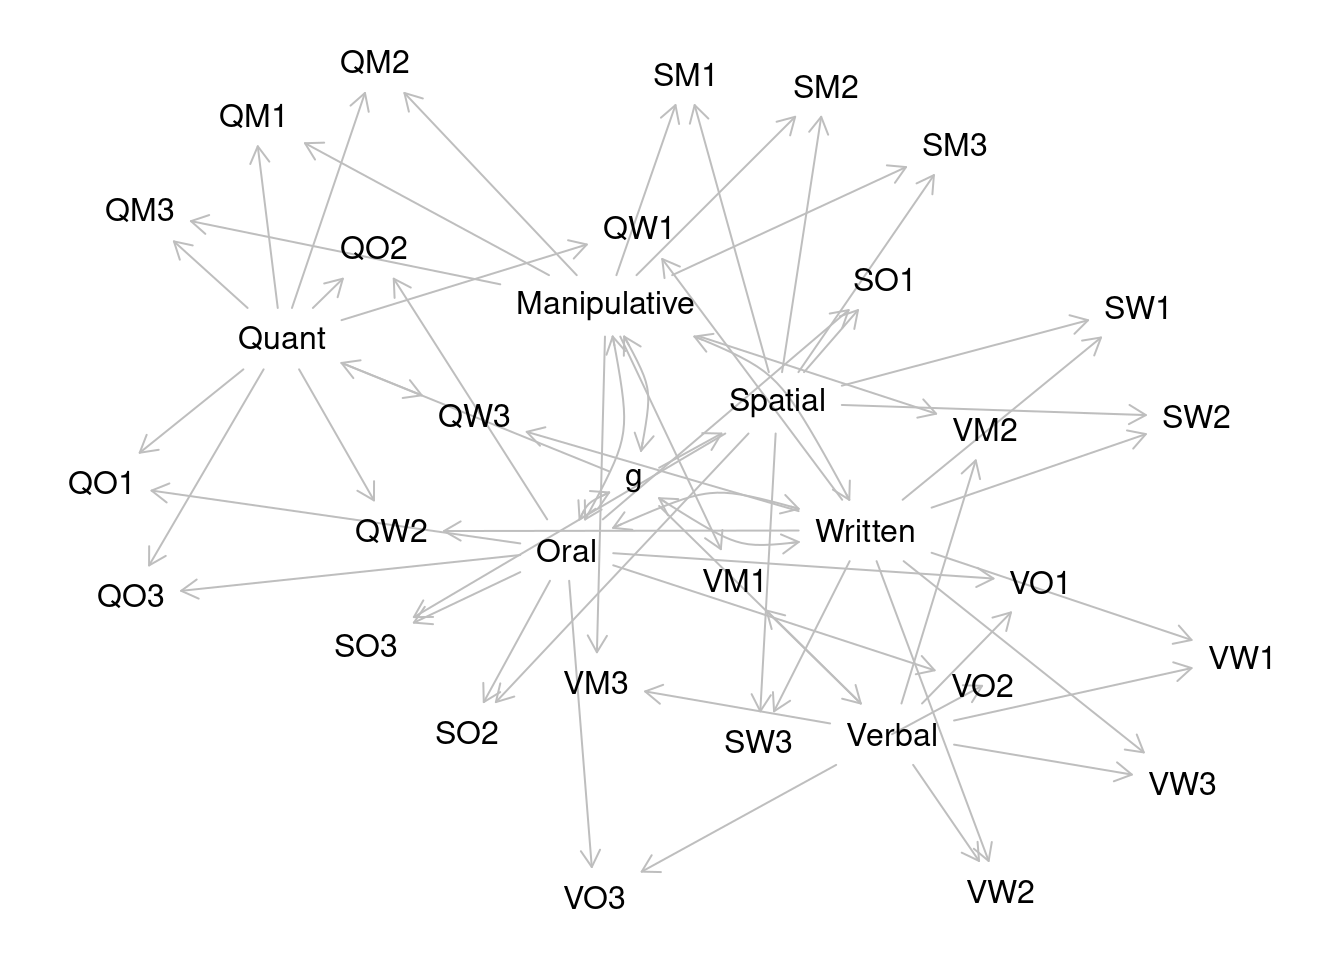 QM2
SM1
SM2
QM1
SM3
QM3
QW1
QO2
SO1
Manipulative
SW1
Quant
Spatial
QW3
SW2
VM2
g
QO1
QW2
Written
Oral
VM1
VO1
QO3
SO3
VW1
VM3
VO2
SO2
SW3
Verbal
VW3
VO3
VW2